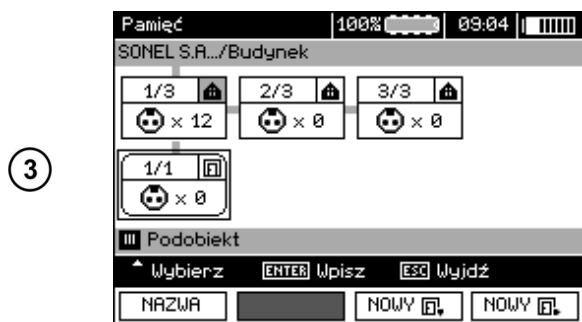 Pamięć 100% 09:04
SONEL S.A.../Budynek
1/3 2/3 3/3
x 12 x 0 x 0
3
1/1
x 0
Podobiekt
Wybierz ENTER Wpisz ESC Wyjdź
NAZWA NOWY NOWY